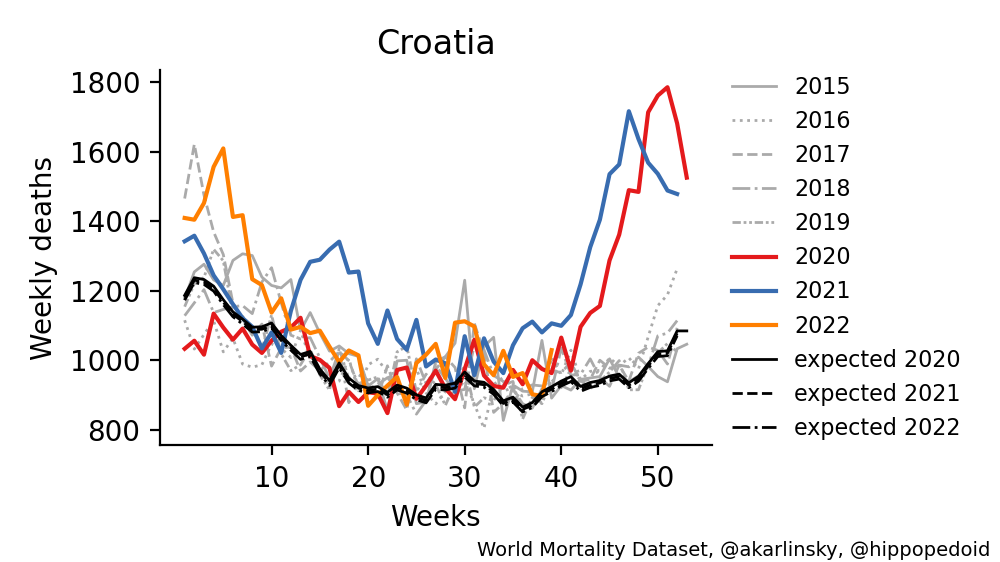 Croatia
Weekly deaths
1800
1600
1400
1200
1000
800
10 20 30 40 50
Weeks
2015
2016
2017
2018
2019
2020
2021
2022
expected 2020
expected 2021
expected 2022
World Mortality Dataset, @akarlinsky, @hippopedoid